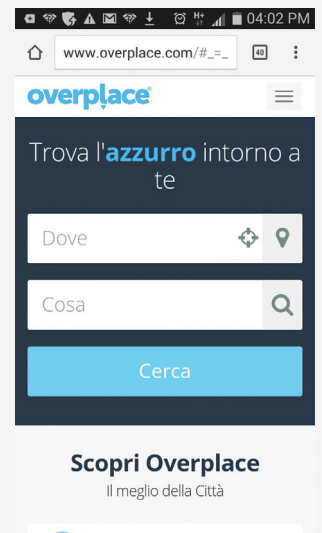 H+
04:02 PM
www.overplace.com/#_=_
40
overplace
Trova l'azzurro intorno a
te
Dove
Cosa
Cerca
Scopri Overplace
Il meglio della Città